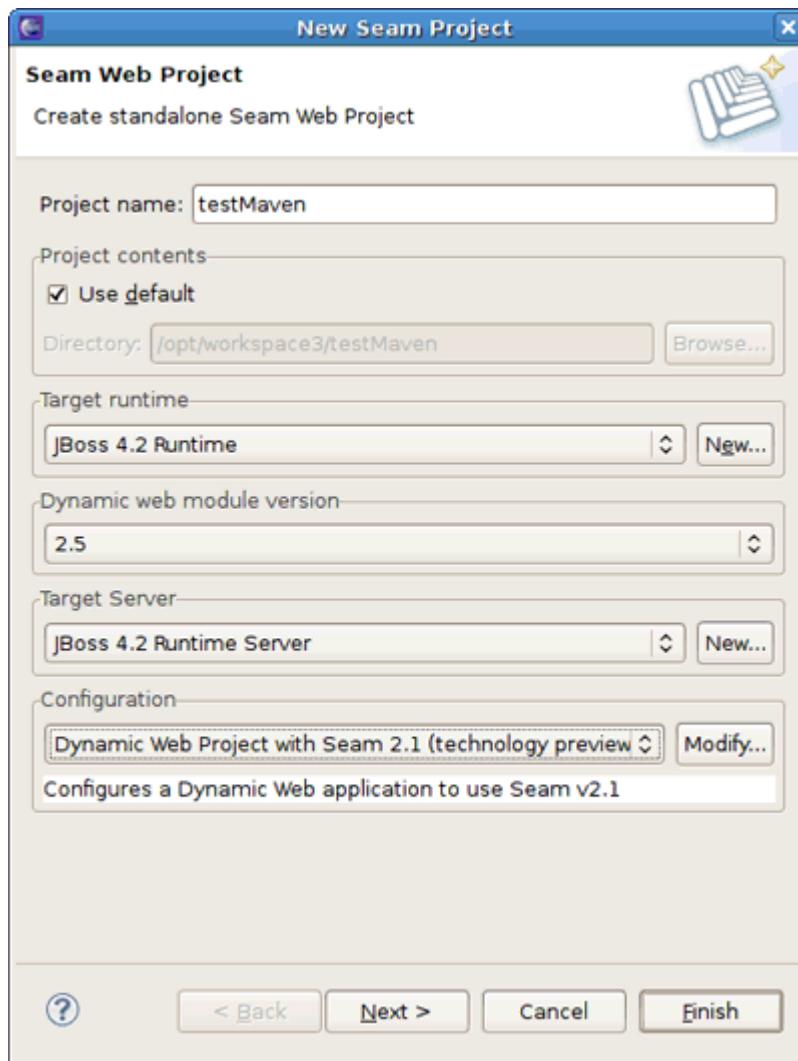 New Seam Project
Seam Web Project
Create standalone Seam Web Project
Project name: testMaven
Project contents
Use default
Directory: /opt/workspace3/testMaven Browse...
Target runtime
JBoss 4.2 Runtime New...
Dynamic web module version
2.5
Target Server
JBoss 4.2 Runtime Server New...
Configuration
Dynamic Web Project with Seam 2.1 (technology preview Modify...
Configures a Dynamic Web application to use Seam v2.1
? < Back Next > Cancel Finish